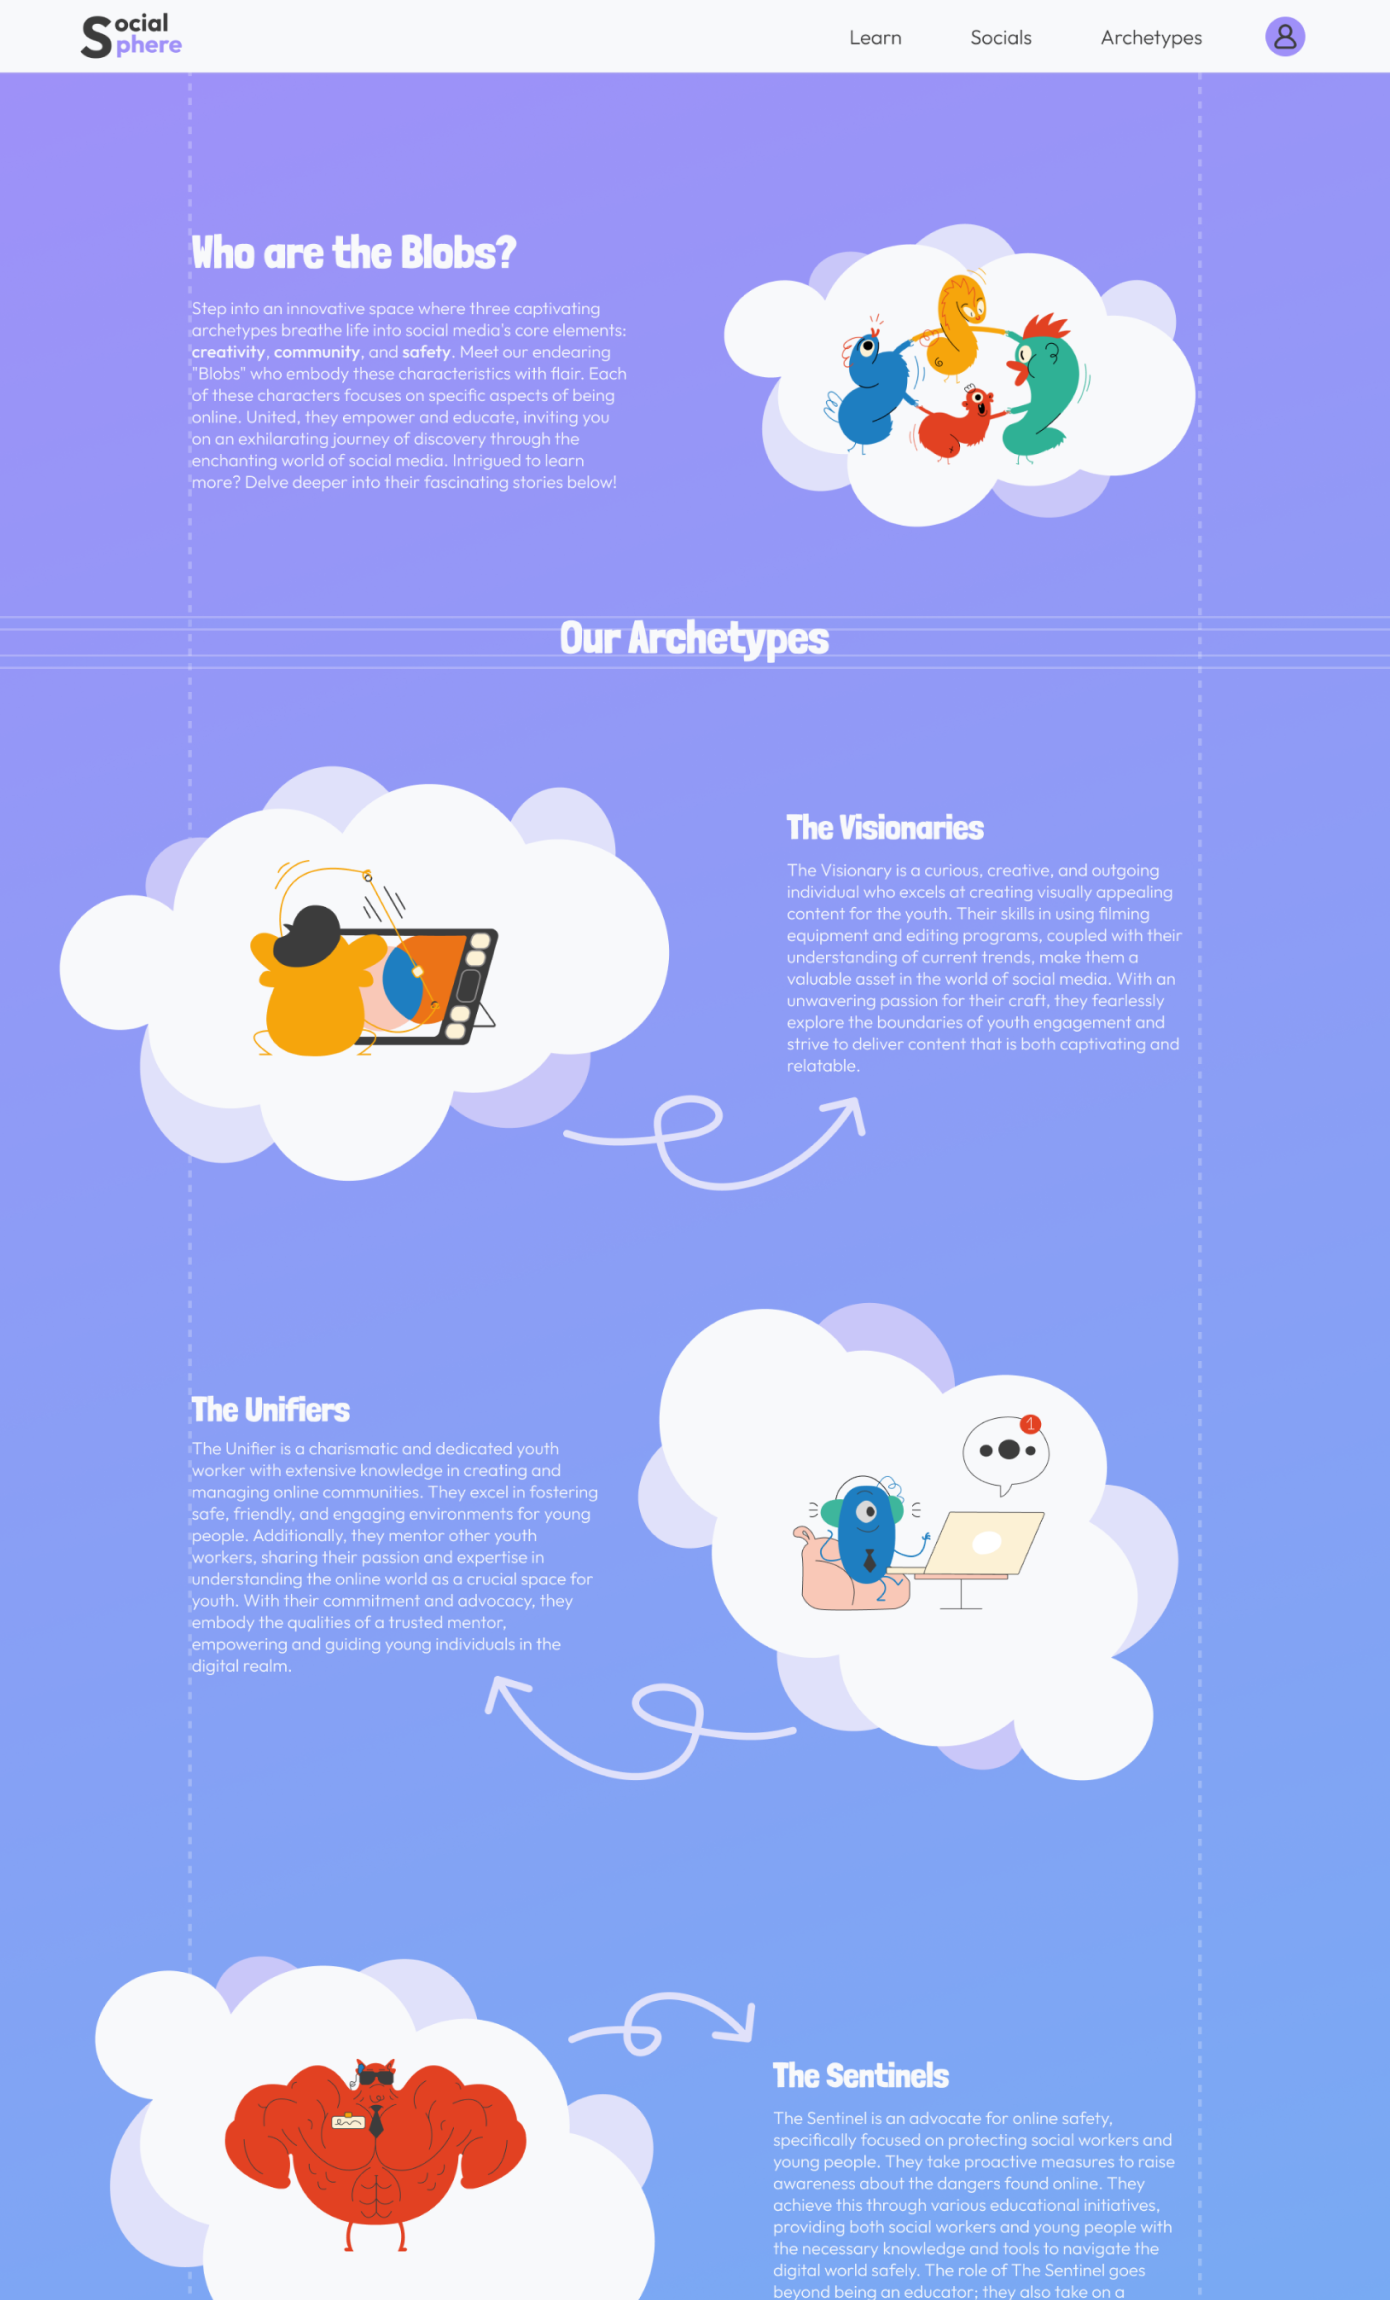 Social
Sphere
Learn
Socials
Archetypes
Who are the Blobs?
Step into an innovative space where three captivating
archetypes breathe life into social media's core elements:
creativity, community, and safety. Meet our endearing
"Blobs" who embody these characteristics with flair. Each
of these characters focuses on specific aspects of being
online. United, they empower and educate, inviting you
on an exhilarating journey of discovery through the
enchanting world of social media. Intrigued to learn
more? Delve deeper into their fascinating stories below!
Our Archetypes
The Visionaries
The Visionary is a curious, creative, and outgoing
individual who excels at creating visually appealing
content for the youth. Their skills in using filming
equipment and editing programs, coupled with their
understanding of current trends, make them a
valuable asset in the world of social media. With an
unwavering passion for their craft, they fearlessly
explore the boundaries of youth engagement and
strive to deliver content that is both captivating and
relatable.
The Unifiers
The Unifier is a charismatic and dedicated youth
worker with extensive knowledge in creating and
managing online communities. They excel in fostering
safe, friendly, and engaging environments for young
people. Additionally, they mentor other youth
workers, sharing their passion and expertise in
understanding the online world as a crucial space for
youth. With their commitment and advocacy, they
embody the qualities of a trusted mentor,
empowering and guiding young individuals in the
digital realm.
1
The Sentinels
The Sentinel is an advocate for online safety,
specifically focused on protecting social workers and
young people. They take proactive measures to raise
awareness about the dangers found online. They
achieve this through various educational initiatives,
providing both social workers and young people with
the necessary knowledge and tools to navigate the
digital world safely. The role of The Sentinel goes
beyond being an educator; they also take on a